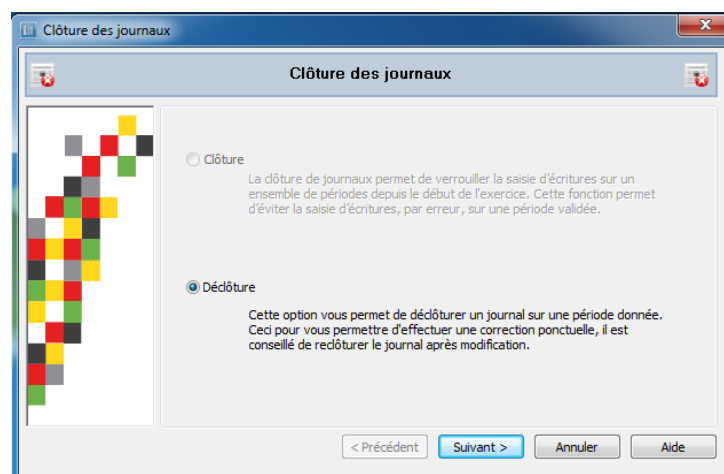 Clôture des journaux
Clôture des journaux
Clôture
La clôture de journaux permet de verrouiller la saisie d'écritures sur un
ensemble de périodes depuis le début de l'exercice. Cette fonction permet
d'éviter la saisie d'écritures, par erreur, sur une période validée.
Déclôture
Cette option vous permet de déclôturer un journal sur une période donnée.
Ceci pour vous permettre d'effectuer une correction ponctuelle, il est
conseillé de reclôturer le journal après modification.
< Précédent Suivant > Annuler Aide